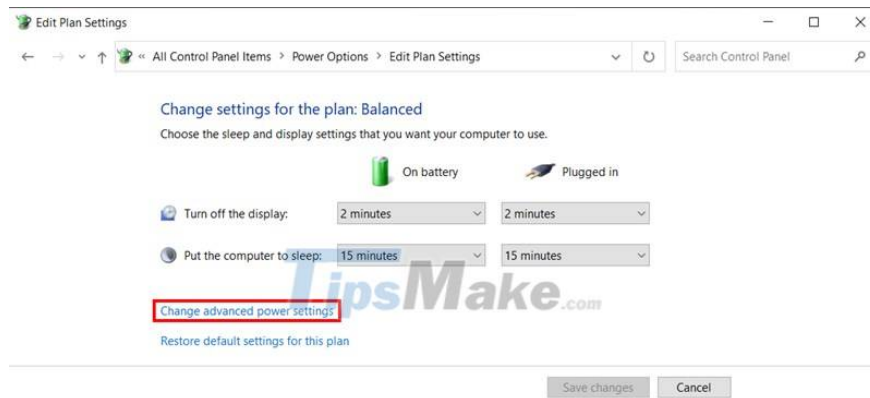 Edit Plan Settings
« All Control Panel Items > Power Options > Edit Plan Settings
Search Control Panel
Change settings for the plan: Balanced
Choose the sleep and display settings that you want your computer to use.
On battery
Plugged in
Turn off the display:
2 minutes
2 minutes
Put the computer to sleep:
15 minutes
15 minutes
TipsMake.com
Change advanced power settings
Restore default settings for this plan
Save changes
Cancel